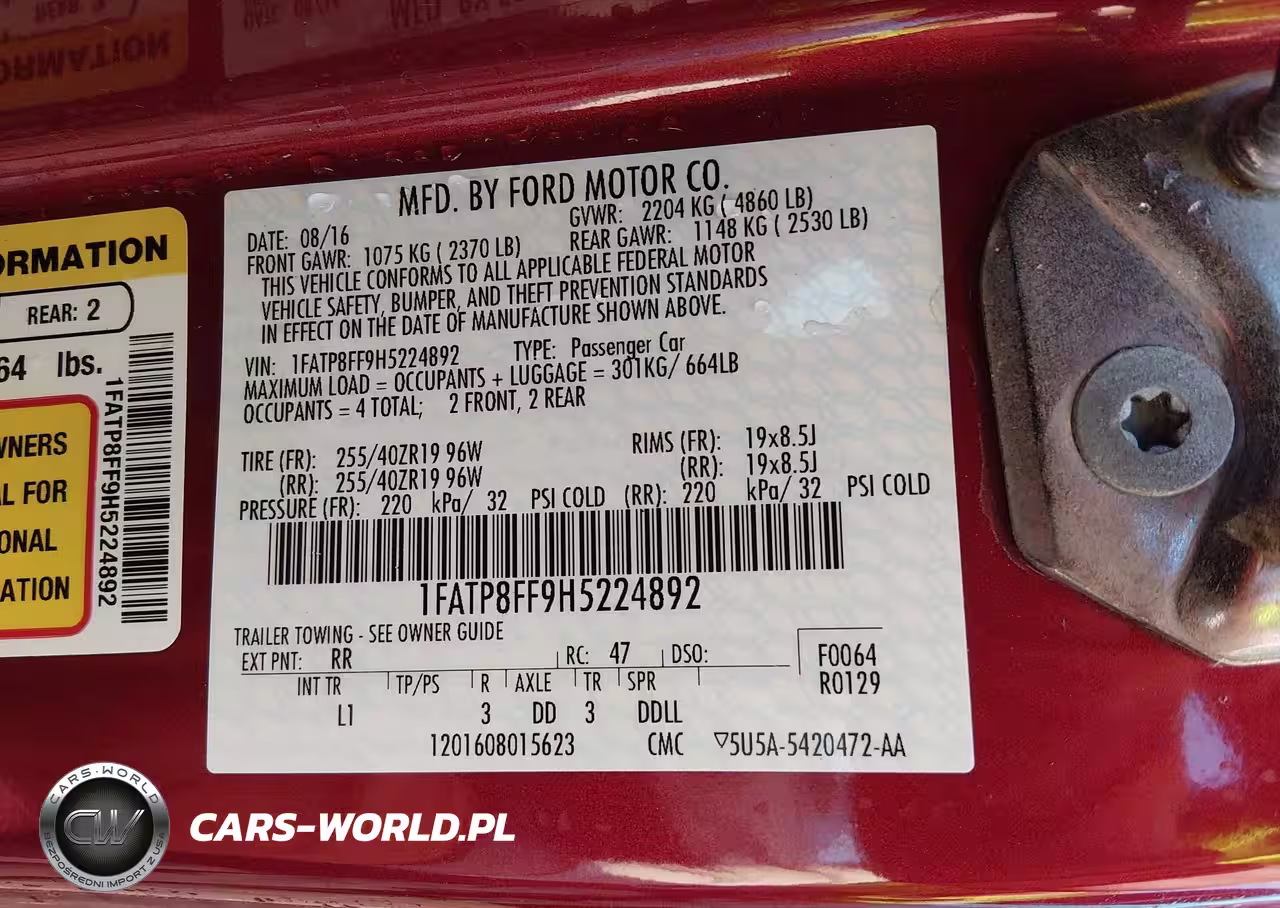 ORMATION
REAR: 2
64 lbs.
WNERS
AL FOR
ONAL
ATION
1FATP8FF9H5224892
MFD. BY FORD MOTOR CO.
DATE: 08/16 GVWR: 2204 KG ( 4860 LB)
FRONT GAWR: 1075 KG ( 2370 LB) REAR GAWR: 1148 KG ( 2530 LB)
THIS VEHICLE CONFORMS TO ALL APPLICABLE FEDERAL MOTOR
VEHICLE SAFETY, BUMPER, AND THEFT PREVENTION STANDARDS
IN EFFECT ON THE DATE OF MANUFACTURE SHOWN ABOVE.
VIN: 1FATP8FF9H5224892 TYPE: Passenger Car
MAXIMUM LOAD = OCCUPANTS + LUGGAGE = 301KG/ 664LB
OCCUPANTS = 4 TOTAL; 2 FRONT, 2 REAR
TIRE (FR): 255/40ZR19 96W RIMS (FR): 19x8.5J
(RR): 255/40ZR19 96W (RR): 19x8.5J
PRESSURE (FR): 220 kPa/ 32 PSI COLD (RR): 220 kPa/ 32 PSI COLD
1FATP8FF9H5224892
TRAILER TOWING - SEE OWNER GUIDE
EXT PNT: RR RC: 47 DSO: F0064
R0129
INT TR TP/PS R AXLE TR SPR
L1 3 DD 3 DDLL
1201608015623 CMC ▽5U5A-5420472-AA
CARS-WORLD
CW
BEZPOŚREDNI IMPORT Z USA
CARS-WORLD.PL